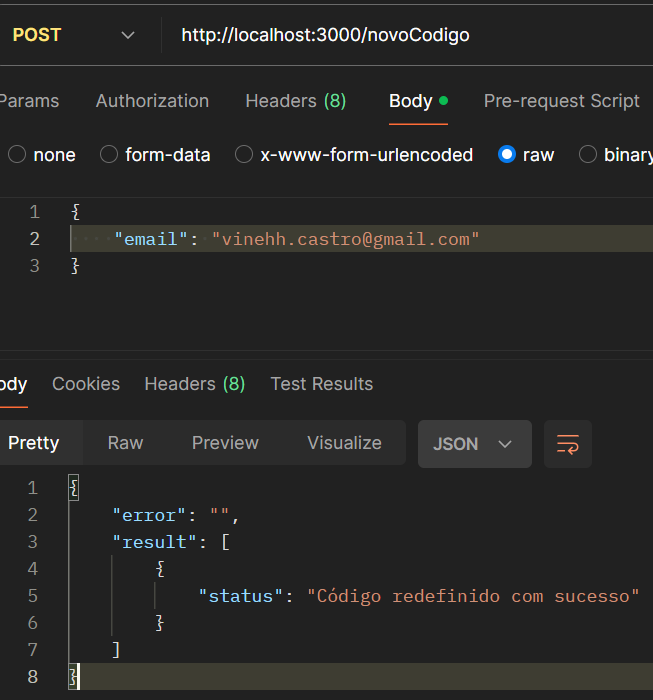 POST http://localhost:3000/novoCodigo
Params Authorization Headers (8) Body Pre-request Script
none form-data x-www-form-urlencoded raw binary
1 {
2 "email": "vinehh.castro@gmail.com"
3 }
ody Cookies Headers (8) Test Results
Pretty Raw Preview Visualize JSON
1 {
2 "error": "",
3 "result": [
4 {
5 "status": "Código redefinido com sucesso"
6 }
7 ]
8 }